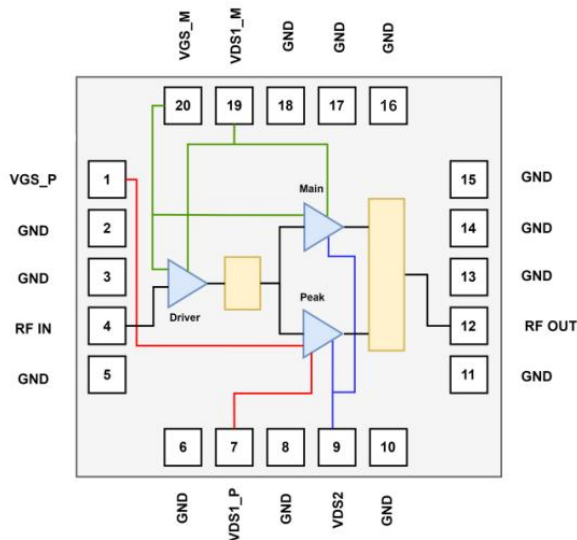 VGS_M
VDS1_M
GND
GND
GND
20
19
18
17
16
VGS_P
1
15
GND
Main
GND
2
14
GND
GND
3
13
GND
Driver
Peak
RF IN
4
12
RF OUT
GND
5
11
GND
6
7
8
9
10
GND
VDS1_P
GND
VDS2
GND